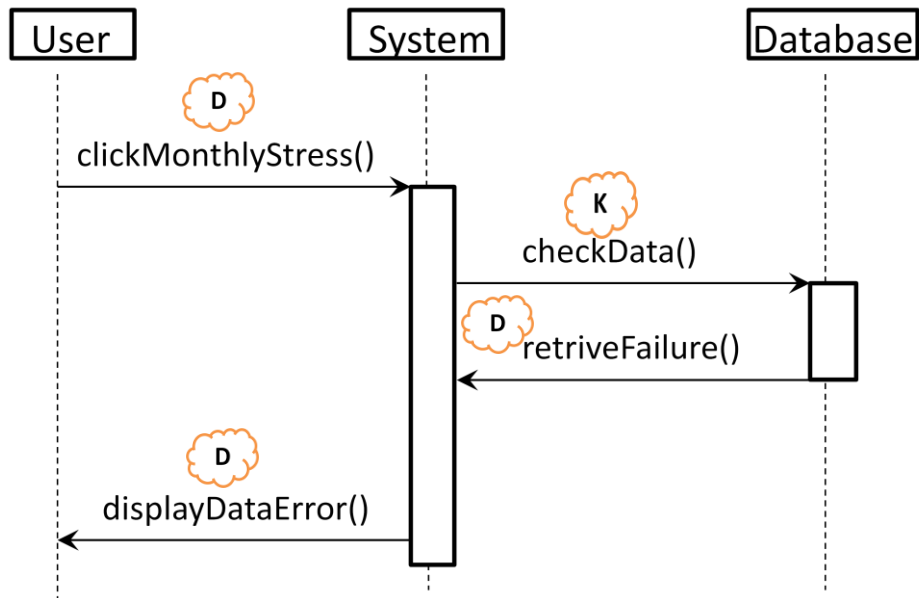 User
System
Database
D
clickMonthlyStress()
K
checkData()
D
retriveFailure()
D
displayDataError()